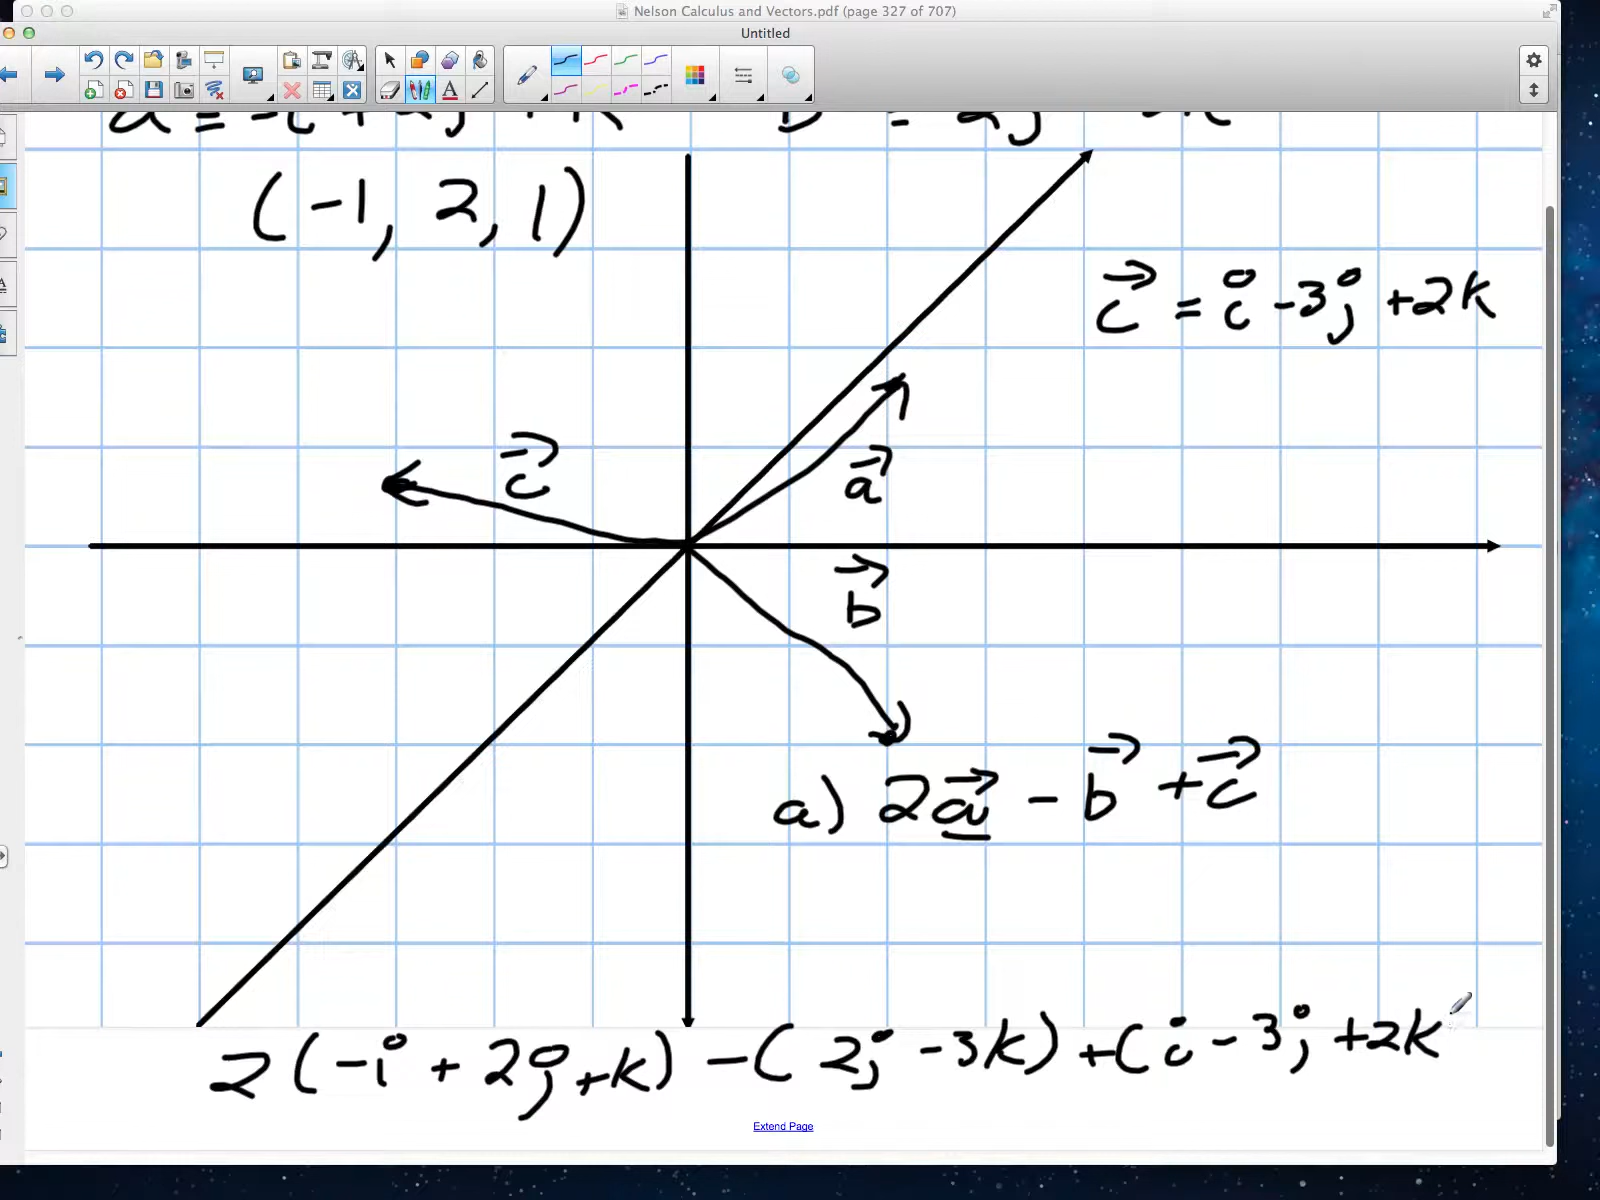 Nelson Calculus and Vectors.pdf (page 327 of 707)
Untitled
(-1, 2, 1)
c = i - 3j + 2k
c
a
b
a) 2a - b + c
2(-i + 2j + k) - (2j - 3k) + (i - 3j + 2k
Extend Page